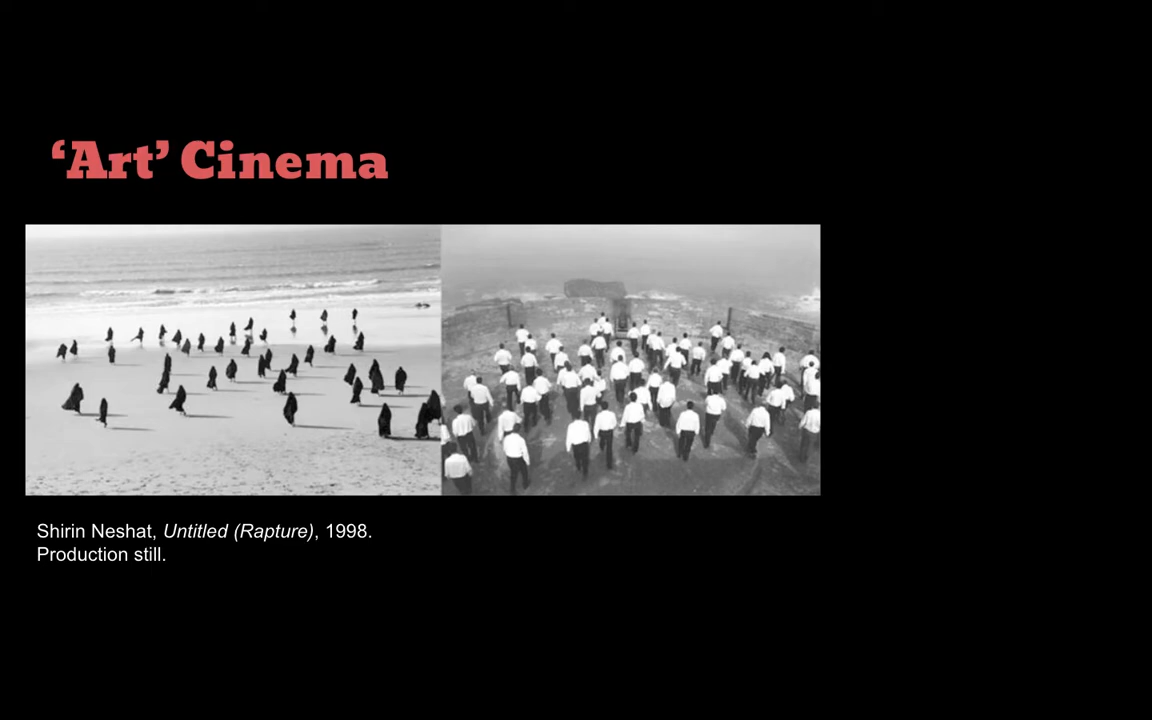 ‘Art’ Cinema
Shirin Neshat, Untitled (Rapture), 1998.
Production still.